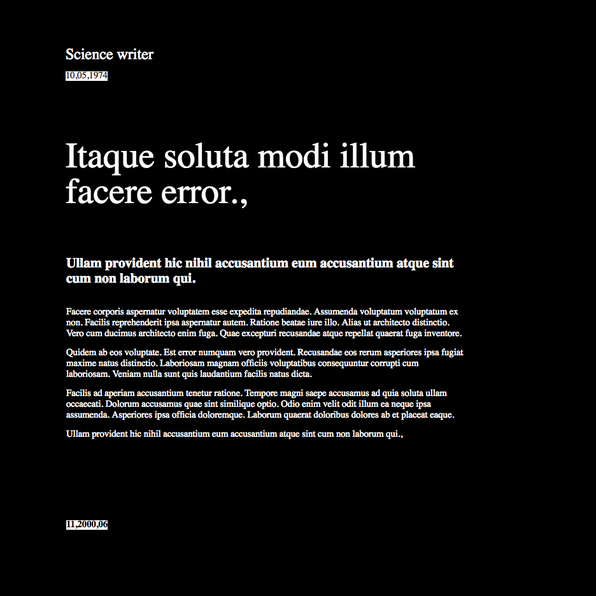 Science writer
10,05,1974
Itaque soluta modi illum
facere error.,
Ullam provident hic nihil accusantium eum accusantium atque sint
cum non laborum qui.
Facere corporis aspernatur voluptatem esse expedita repudiandae. Assumenda voluptatum voluptatum ex
non. Facilis reprehenderit ipsa aspernatur autem. Ratione beatae iure illo. Alias ut architecto distinctio.
Vero cum ducimus architecto enim fuga. Quae excepturi recusandae atque repellat quaerat fuga inventore.
Quidem ab eos voluptate. Est error numquam vero provident. Recusandae eos rerum asperiores ipsa fugiat
maxime natus distinctio. Laboriosam magnam officiis voluptatibus consequuntur corrupti cum
laboriosam. Veniam nulla sunt quis laudantium facilis natus dicta.
Facilis ad aperiam accusantium tenetur ratione. Tempore magni saepe accusamus ad quia soluta ullam
occaecati. Dolorum accusamus quae sint similique optio. Odio enim velit odit illum ea neque ipsa
assumenda. Asperiores ipsa officia doloremque. Laborum quaerat doloribus dolores ab et placeat eaque.
Ullam provident hic nihil accusantium eum accusantium atque sint cum non laborum qui.,
11,2000,06